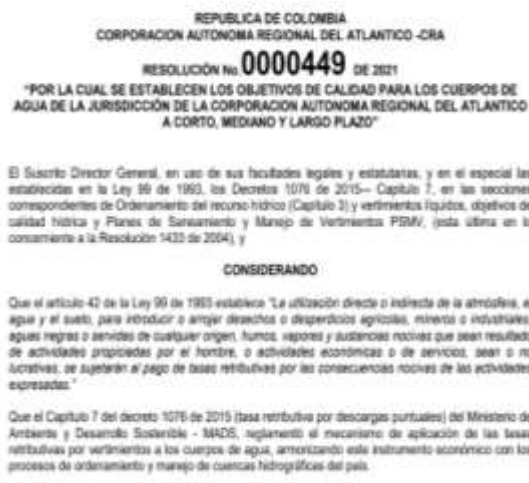 REPUBLICA DE COLOMBIA
CORPORACION AUTONOMA REGIONAL DEL ATLANTICO -CRA
RESOLUCIÓN No. 0000449 DE 2021
"POR LA CUAL SE ESTABLECEN LOS OBJETIVOS DE CALIDAD PARA LOS CUERPOS DE
AGUA DE LA JURISDICCIÓN DE LA CORPORACION AUTONOMA REGIONAL DEL ATLANTICO
A CORTO, MEDIANO Y LARGO PLAZO"
El Suscrito Director General, en uso de sus facultades legales y estatutarias, y en el especial las
establecidas en la Ley 99 de 1993, los Decretos 1076 de 2015— Capitulo 7, en las secciones
correspondientes de Ordenamiento del recurso hídrico (Capitulo 3) y vertimientos líquidos, objetivos de
calidad hídrica y Planes de Saneamiento y Manejo de Vertimientos PSMV, (esta última en lo
concerniente a la Resolución 1433 de 2004), y
CONSIDERANDO
Que el artículo 42 de la Ley 99 de 1993 establece "La utilización directa o indirecta de la atmósfera, el
agua y el suelo, para introducir o arrojar desechos o desperdicios agrícolas, mineros o industriales,
aguas negras o servidas de cualquier origen, humos, vapores y sustancias nocivas que sean resultado
de actividades propiciadas por el hombre, o actividades económicas o de servicios, sean o no
lucrativas, se sujetarán al pago de tasas retributivas por las consecuencias nocivas de las actividades
expresadas."
Que el Capitulo 7 del decreto 1076 de 2015 (tasa retributiva por descargas puntuales) del Ministerio de
Ambiente y Desarrollo Sostenible - MADS, reglamentó el mecanismo de aplicación de las tasas
retributivas por vertimientos a los cuerpos de agua, armonizando este instrumento económico con los
procesos de ordenamiento y manejo de cuencas hidrográficas del país.